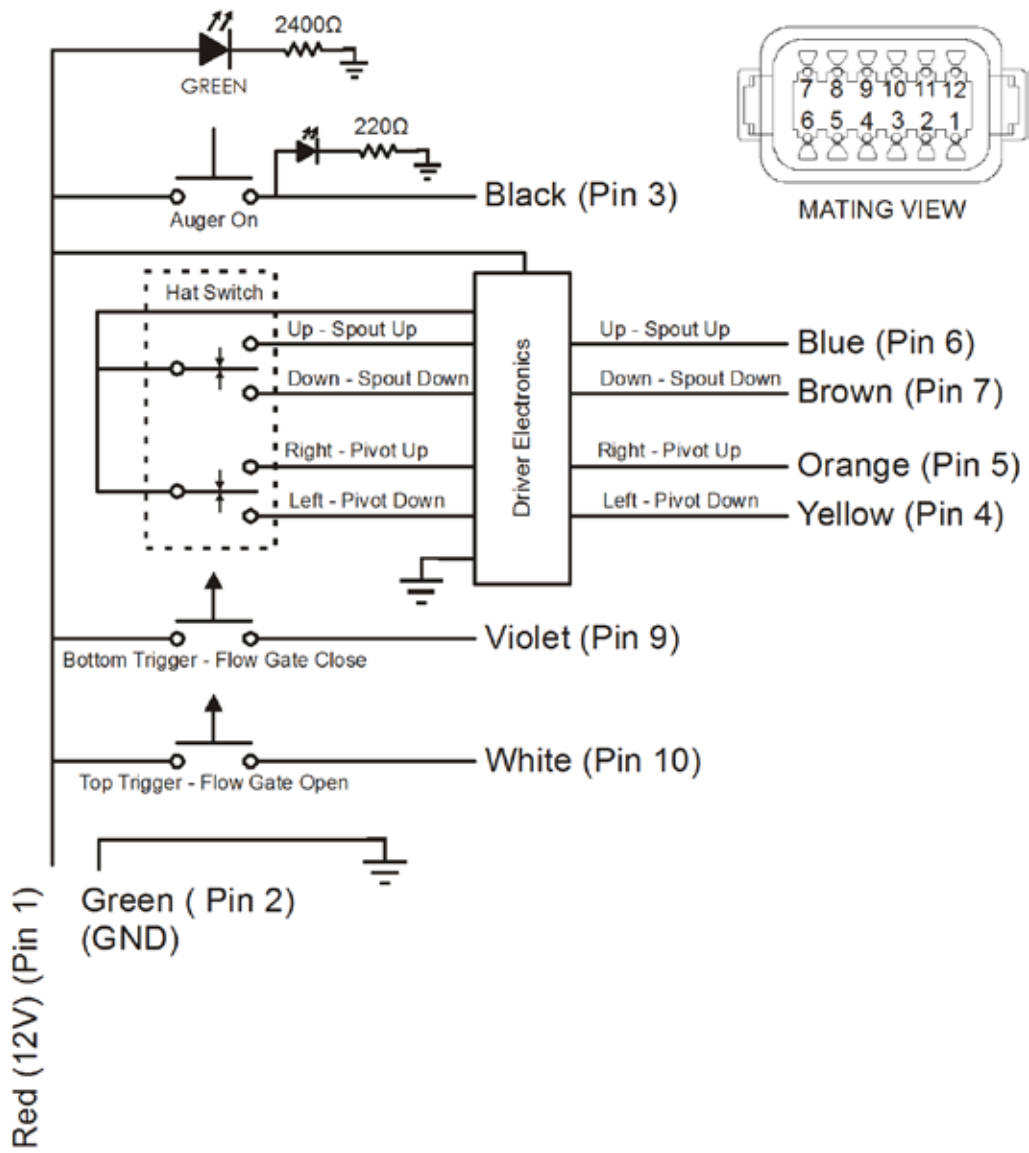 2400Ω
GREEN
220Ω
Black (Pin 3)
Auger On
7 8 9 10 11 12
6 5 4 3 2 1
MATING VIEW
Hat Switch
Up - Spout Up
Down - Spout Down
Right - Pivot Up
Left - Pivot Down
Driver Electronics
Up - Spout Up
Blue (Pin 6)
Down - Spout Down
Brown (Pin 7)
Right - Pivot Up
Orange (Pin 5)
Left - Pivot Down
Yellow (Pin 4)
Violet (Pin 9)
Bottom Trigger - Flow Gate Close
White (Pin 10)
Top Trigger - Flow Gate Open
Green ( Pin 2)
(GND)
Red (12V) (Pin 1)